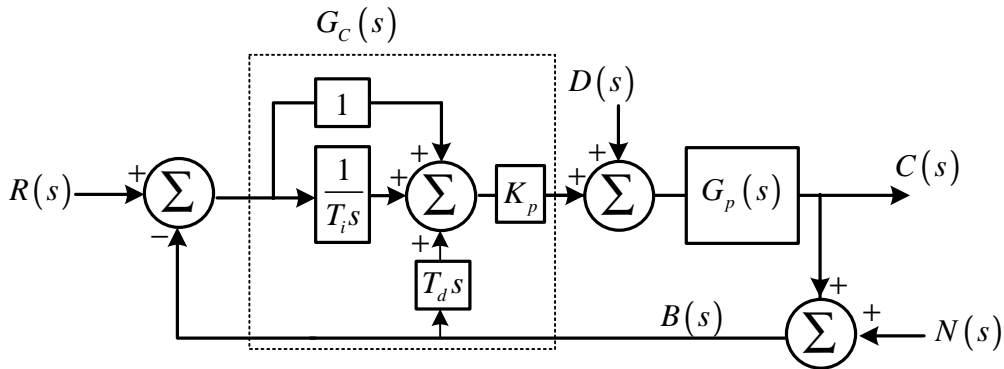 G_C(s)
D(s)
1
+
+
R(s)
+
Σ
1
T_i s
+
Σ
K_p
+
Σ
G_p(s)
C(s)
−
+
T_d s
+
B(s)
Σ
+
N(s)